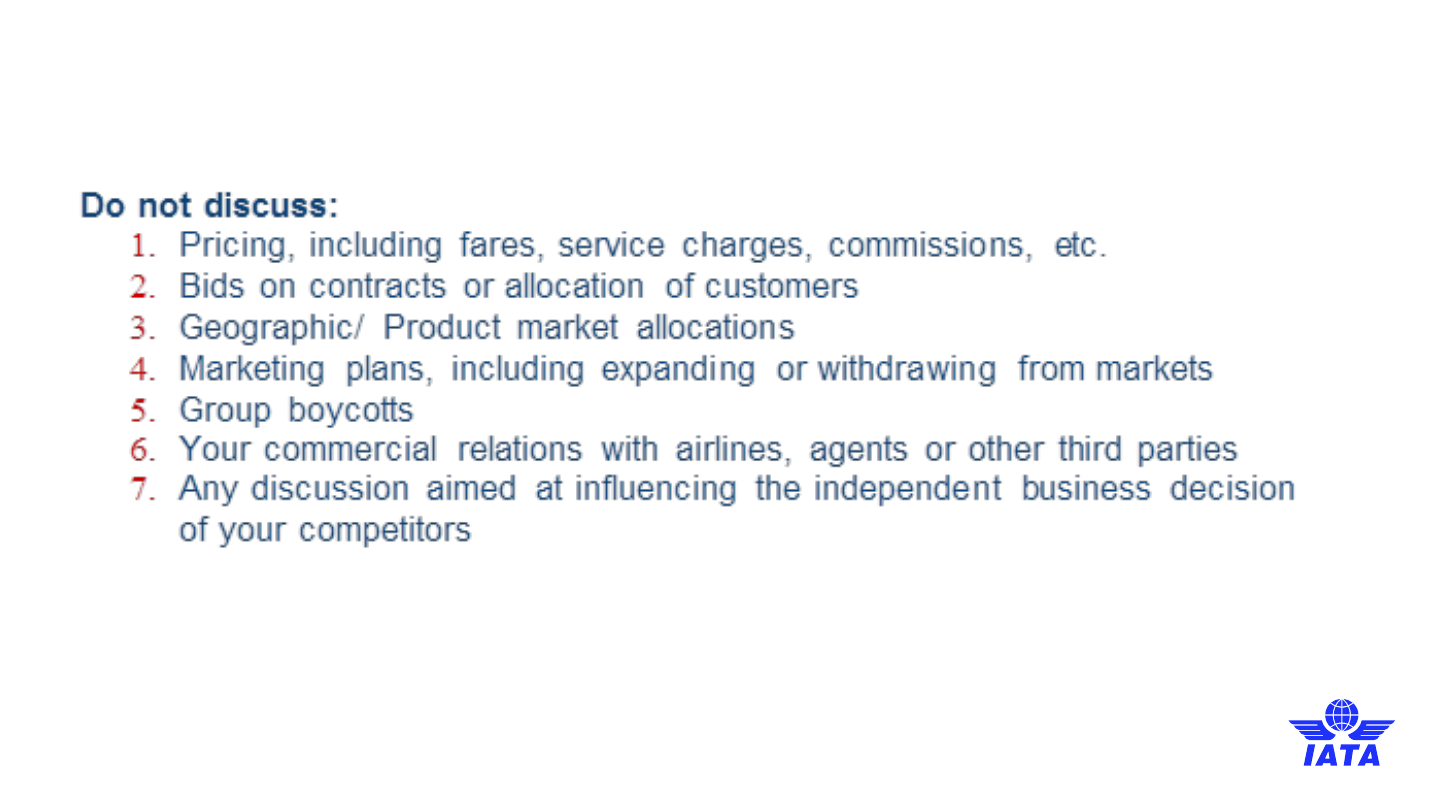 Do not discuss:
1. Pricing, including fares, service charges, commissions, etc.
2. Bids on contracts or allocation of customers
3. Geographic/ Product market allocations
4. Marketing plans, including expanding or withdrawing from markets
5. Group boycotts
6. Your commercial relations with airlines, agents or other third parties
7. Any discussion aimed at influencing the independent business decision
of your competitors
IATA